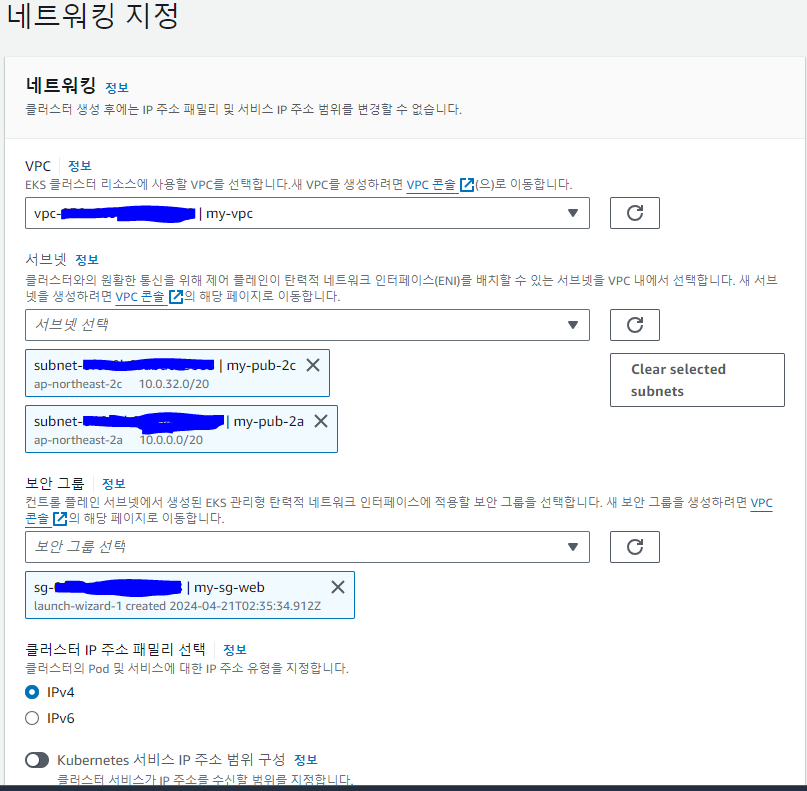 네트워킹 지정
네트워킹 정보
클러스터 생성 후에는 IP 주소 패밀리 및 서비스 IP 주소 범위를 변경할 수 없습니다.
VPC 정보
EKS 클러스터 리소스에 사용할 VPC를 선택합니다.새 VPC를 생성하려면 VPC 콘솔 (으)로 이동합니다.
vpc- | my-vpc
서브넷 정보
클러스터와의 원활한 통신을 위해 제어 플레인이 탄력적 네트워크 인터페이스(ENI)를 배치할 수 있는 서브넷을 VPC 내에서 선택합니다. 새 서브
넷을 생성하려면 VPC 콘솔 의 해당 페이지로 이동합니다.
서브넷 선택
subnet- | my-pub-2c
ap-northeast-2c 10.0.32.0/20
Clear selected
subnets
subnet- | my-pub-2a
ap-northeast-2a 10.0.0.0/20
보안 그룹 정보
컨트롤 플레인 서브넷에서 생성된 EKS 관리형 탄력적 네트워크 인터페이스에 적용할 보안 그룹을 선택합니다. 새 보안 그룹을 생성하려면 VPC
콘솔 의 해당 페이지로 이동합니다.
보안 그룹 선택
sg- | my-sg-web
launch-wizard-1 created 2024-04-21T02:35:34.912Z
클러스터 IP 주소 패밀리 선택 정보
클러스터의 Pod 및 서비스에 대한 IP 주소 유형을 지정합니다.
IPv4
IPv6
Kubernetes 서비스 IP 주소 범위 구성 정보
클러스터 서비스가 IP 주소를 수신할 범위를 지정합니다.